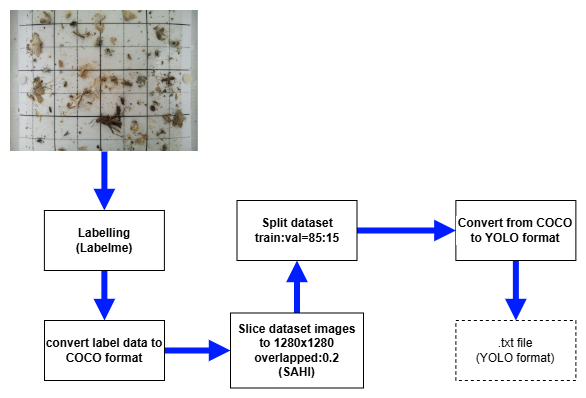 Labelling
(Labelme)
convert label data to
COCO format
Slice dataset images
to 1280x1280
overlapped:0.2
(SAHI)
Split dataset
train:val=85:15
Convert from COCO
to YOLO format
.txt file
(YOLO format)